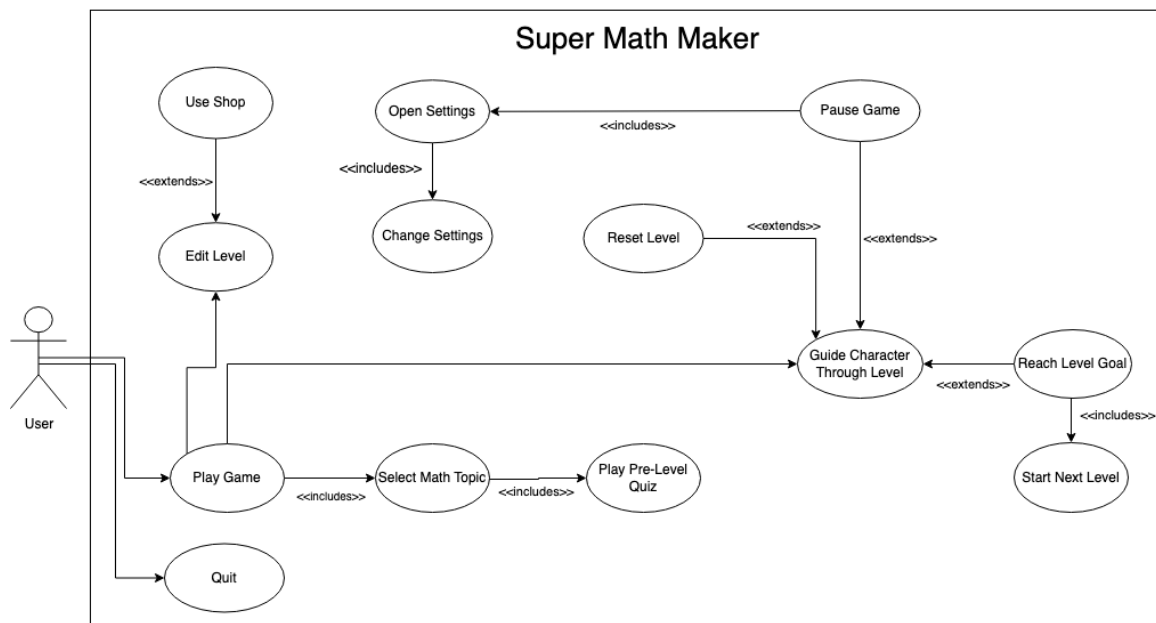 Super Math Maker
Use Shop
Open Settings
Pause Game
<<includes>>
<<includes>>
<<extends>>
Edit Level
Change Settings
Reset Level
<<extends>>
<<extends>>
Guide Character
Through Level
Reach Level Goal
<<extends>>
<<includes>>
User
Play Game
<<includes>>
Select Math Topic
<<includes>>
Play Pre-Level
Quiz
Start Next Level
Quit